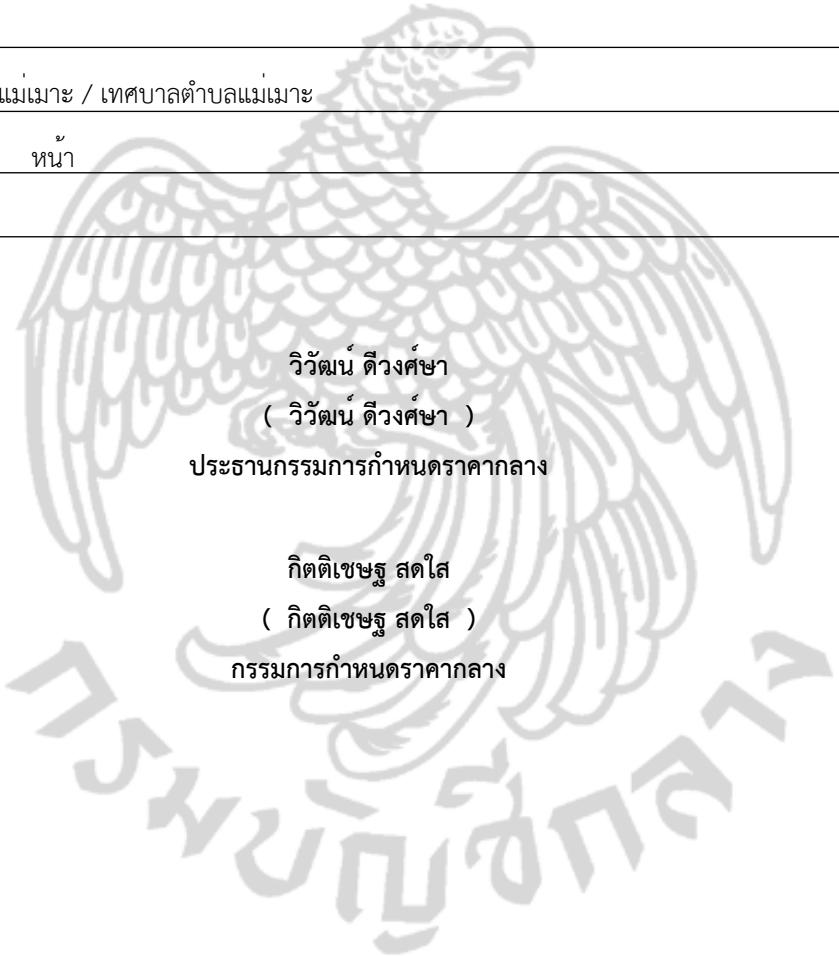 แม่เมาะ / เทศบาลตำบลแม่เมาะ
หน้า
วิวัฒน์ ดีวงศ์ษา
( วิวัฒน์ ดีวงศ์ษา )
ประธานกรรมการกำหนดราคากลาง
กิตติเชษฐ สดใส
( กิตติเชษฐ สดใส )
กรรมการกำหนดราคากลาง
กรมบัญชีกลาง